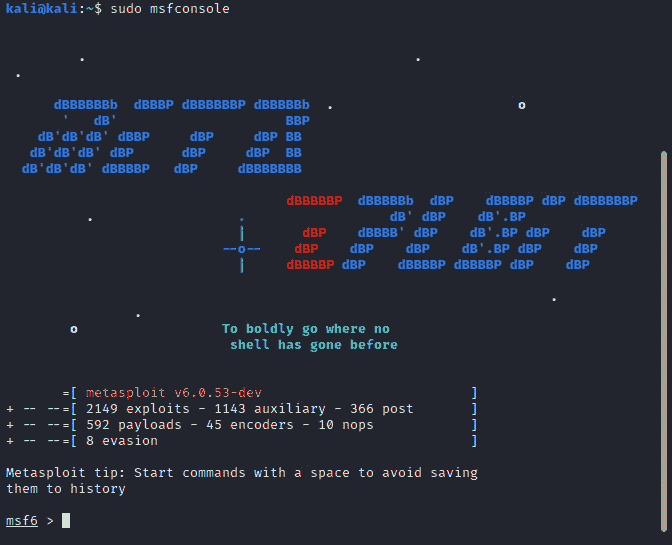 kali@kali:~$ sudo msfconsole
dBBBBBBb  dBBBP dBBBBBBP dBBBBBb  .                       o
'   dB'                     BBP
dB'dB'dB' dBBP     dBP     dBP BB
dB'dB'dB' dBP      dBP     dBP  BB
dB'dB'dB' dBBBBP   dBP     dBBBBBBB
dBBBBBP  dBBBBBb  dBP    dBBBBP dBP dBBBBBBP
.                  dB' dBP    dB'.BP
|       dBP    dBBBB' dBP    dB'.BP dBP    dBP
--o--    dBP    dBP    dBP    dB'.BP dBP    dBP
|     dBBBBP dBP    dBBBBP dBBBBP dBP    dBP
o                  To boldly go where no
shell has gone before
=[ metasploit v6.0.53-dev                          ]
+ -- --=[ 2149 exploits - 1143 auxiliary - 366 post       ]
+ -- --=[ 592 payloads - 45 encoders - 10 nops            ]
+ -- --=[ 8 evasion                                       ]
Metasploit tip: Start commands with a space to avoid saving
them to history
msf6 >